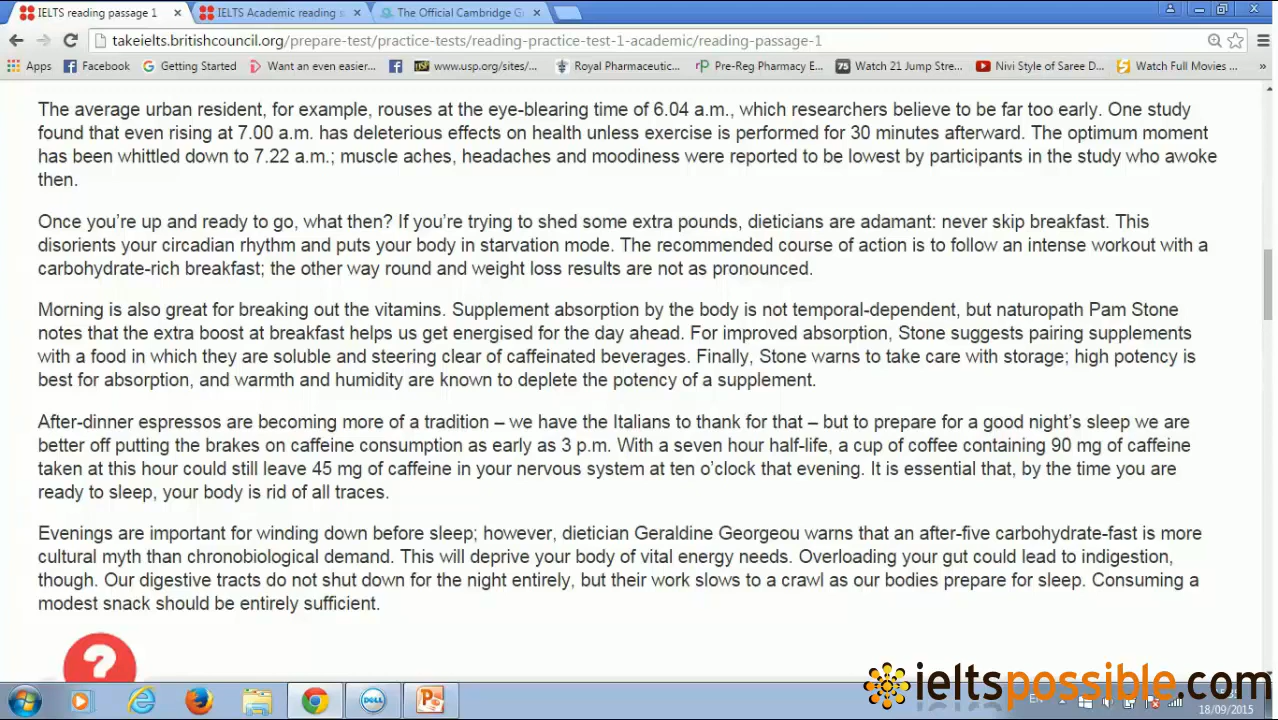 IELTS reading passage 1
IELTS Academic reading s
The Official Cambridge G
takeielts.britishcouncil.org/prepare-test/practice-tests/reading-practice-test-1-academic/reading-passage-1
Apps Facebook Getting Started Want an even easier... www.usp.org/sites/... Royal Pharmaceutic... Pre-Reg Pharmacy E... 75 Watch 21 Jump Stre... Nivi Style of Saree D... Watch Full Movies ... »
The average urban resident, for example, rouses at the eye-blearing time of 6.04 a.m., which researchers believe to be far too early. One study
found that even rising at 7.00 a.m. has deleterious effects on health unless exercise is performed for 30 minutes afterward. The optimum moment
has been whittled down to 7.22 a.m.; muscle aches, headaches and moodiness were reported to be lowest by participants in the study who awoke
then.
Once you’re up and ready to go, what then? If you’re trying to shed some extra pounds, dieticians are adamant: never skip breakfast. This
disorients your circadian rhythm and puts your body in starvation mode. The recommended course of action is to follow an intense workout with a
carbohydrate-rich breakfast; the other way round and weight loss results are not as pronounced.
Morning is also great for breaking out the vitamins. Supplement absorption by the body is not temporal-dependent, but naturopath Pam Stone
notes that the extra boost at breakfast helps us get energised for the day ahead. For improved absorption, Stone suggests pairing supplements
with a food in which they are soluble and steering clear of caffeinated beverages. Finally, Stone warns to take care with storage; high potency is
best for absorption, and warmth and humidity are known to deplete the potency of a supplement.
After-dinner espressos are becoming more of a tradition – we have the Italians to thank for that – but to prepare for a good night’s sleep we are
better off putting the brakes on caffeine consumption as early as 3 p.m. With a seven hour half-life, a cup of coffee containing 90 mg of caffeine
taken at this hour could still leave 45 mg of caffeine in your nervous system at ten o’clock that evening. It is essential that, by the time you are
ready to sleep, your body is rid of all traces.
Evenings are important for winding down before sleep; however, dietician Geraldine Georgeou warns that an after-five carbohydrate-fast is more
cultural myth than chronobiological demand. This will deprive your body of vital energy needs. Overloading your gut could lead to indigestion,
though. Our digestive tracts do not shut down for the night entirely, but their work slows to a crawl as our bodies prepare for sleep. Consuming a
modest snack should be entirely sufficient.
?
ieltspossible.com
DELL
18/09/2015